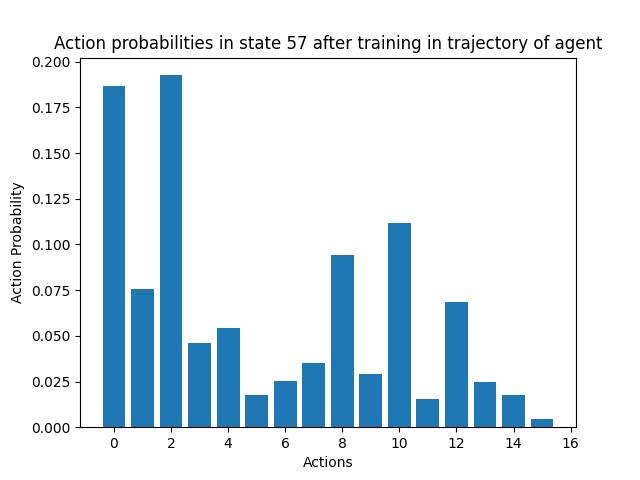 Action probabilities in state 57 after training in trajectory of agent
0.200
0.175
0.150
0.125
0.100
0.075
0.050
0.025
0.000
Action Probability
0 2 4 6 8 10 12 14 16
Actions